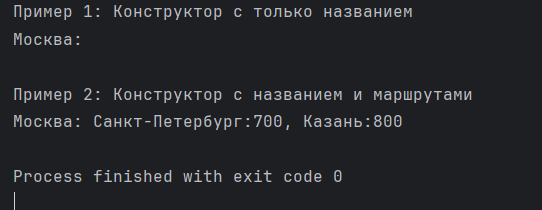 Пример 1: Конструктор с только названием
Москва:
Пример 2: Конструктор с названием и маршрутами
Москва: Санкт-Петербург:700, Казань:800
Process finished with exit code 0